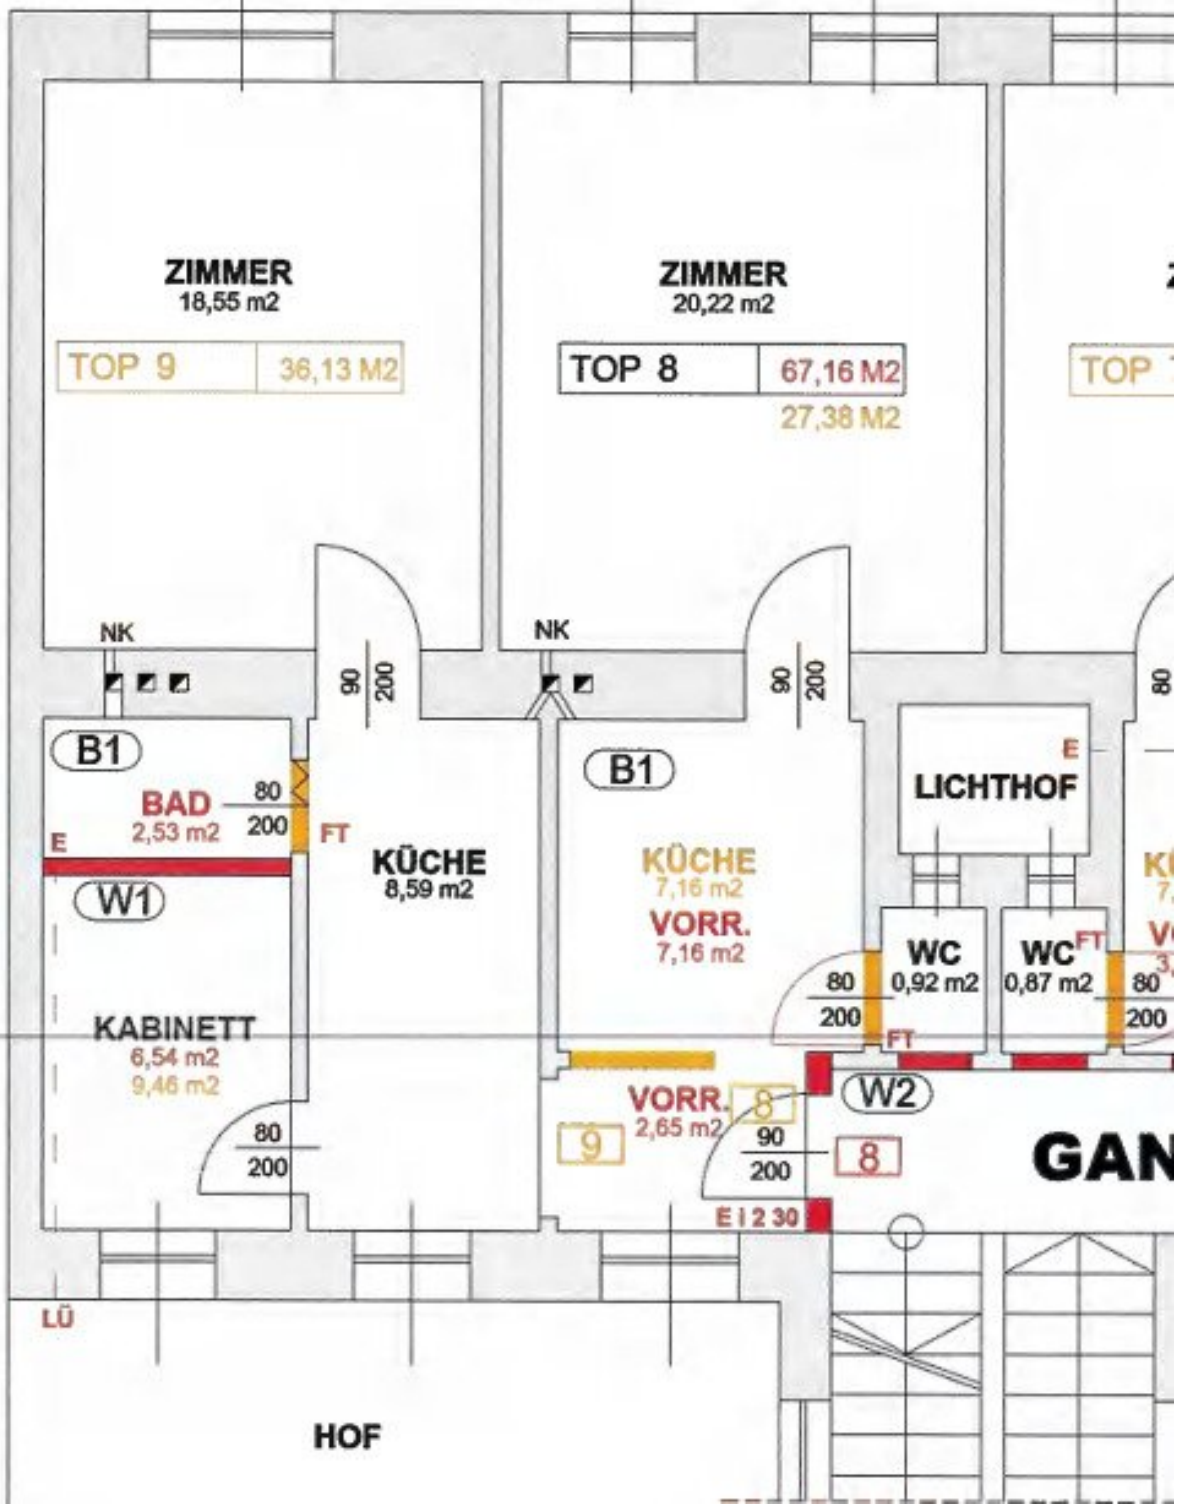 ZIMMER
18,55 m2
TOP 9
36,13 M2
ZIMMER
20,22 m2
TOP 8
67,16 M2
27,38 M2
TOP
NK
NK
90
200
90
200
80
B1
BAD
2,53 m2
80
200
FT
E
KÜCHE
8,59 m2
B1
KÜCHE
7,16 m2
VORR.
7,16 m2
LICHTHOF
E
W1
KABINETT
6,54 m2
9,46 m2
80
200
80
200
FT
WC
0,92 m2
WC
0,87 m2
FT
80
200
KÜ
7,
3,
VORR.
2,65 m2
8
9
90
200
E I 2 30
W2
8
GAN
LÜ
HOF